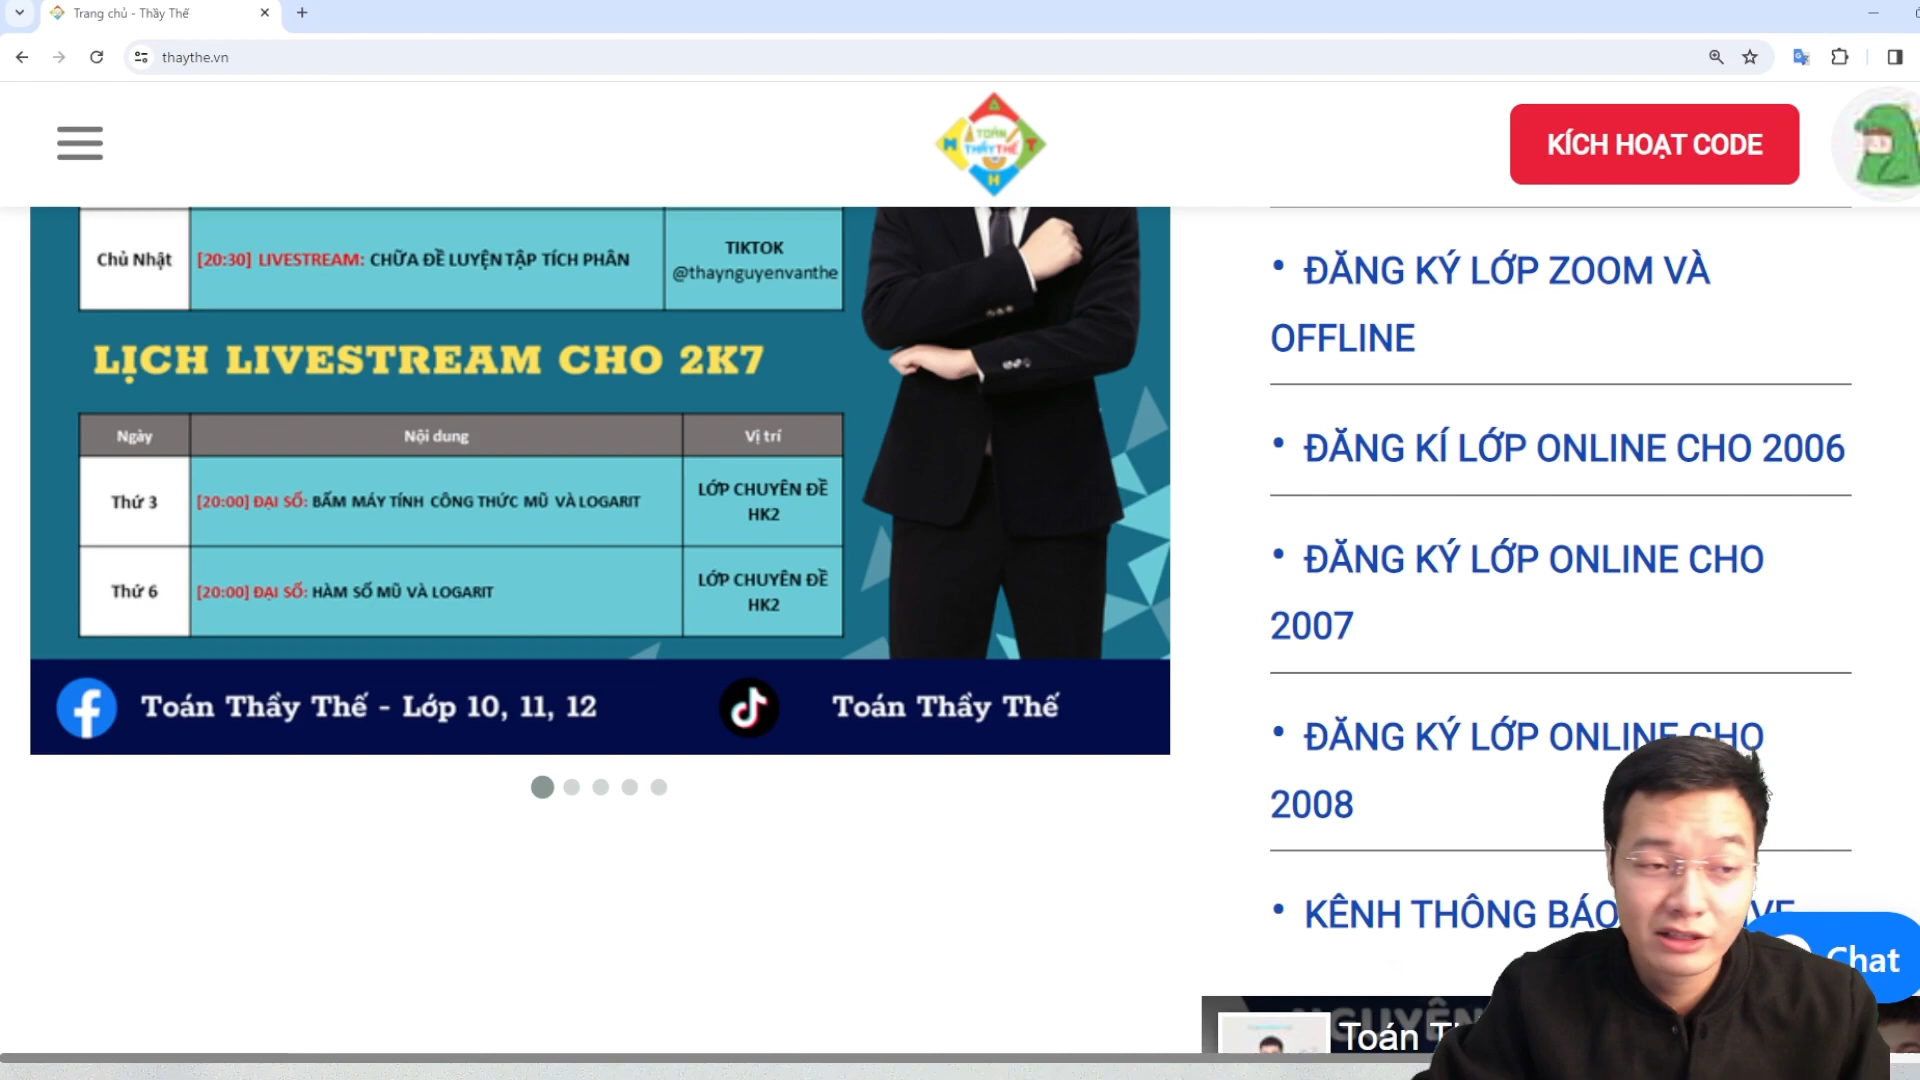 Trang chủ - Thầy Thế
thaythe.vn
A
TOÁN
M THẦY THẾ T
H
KÍCH HOẠT CODE
Chủ Nhật [20:30] LIVESTREAM: CHỮA ĐỀ LUYỆN TẬP TÍCH PHÂN TIKTOK
@thaynguyenvanthe
LỊCH LIVESTREAM CHO 2K7
Ngày Nội dung Vị trí
Thứ 3 [20:00] ĐẠI SỐ: BẤM MÁY TÍNH CÔNG THỨC MŨ VÀ LOGARIT LỚP CHUYÊN ĐỀ
HK2
Thứ 6 [20:00] ĐẠI SỐ: HÀM SỐ MŨ VÀ LOGARIT LỚP CHUYÊN ĐỀ
HK2
Toán Thầy Thế - Lớp 10, 11, 12 Toán Thầy Thế
• ĐĂNG KÝ LỚP ZOOM VÀ
OFFLINE
• ĐĂNG KÍ LỚP ONLINE CHO 2006
• ĐĂNG KÝ LỚP ONLINE CHO
2007
• ĐĂNG KÝ LỚP ONLINE CHO
2008
• KÊNH THÔNG BÁO
Chat
Toán